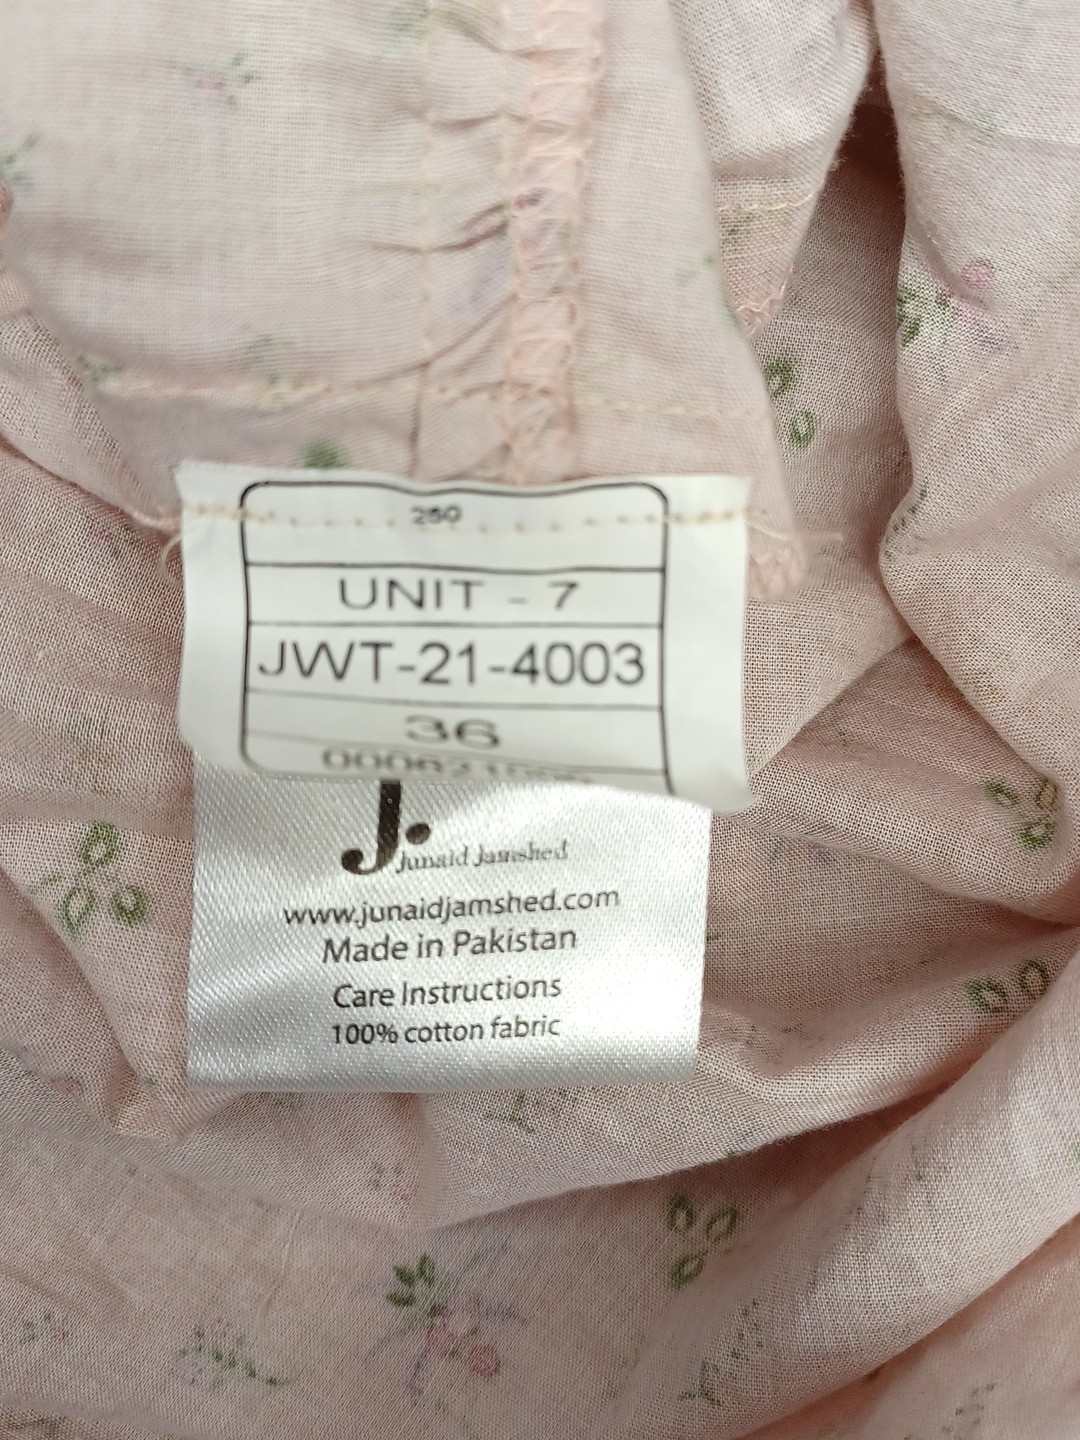 250
UNIT - 7
JWT-21-4003
36
J.
Junaid Jamshed
www.junaidjamshed.com
Made in Pakistan
Care Instructions
100% cotton fabric